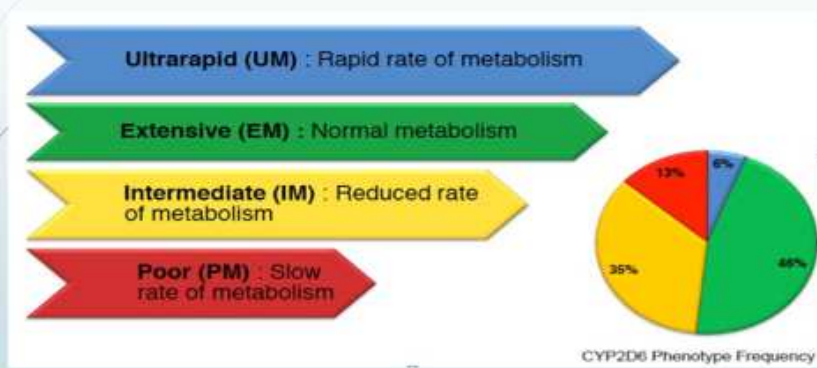 Ultrarapid (UM) : Rapid rate of metabolism
Extensive (EM) : Normal metabolism
Intermediate (IM) : Reduced rate
of metabolism
Poor (PM) : Slow
rate of metabolism
6%
13%
46%
35%
CYP2D6 Phenotype Frequency